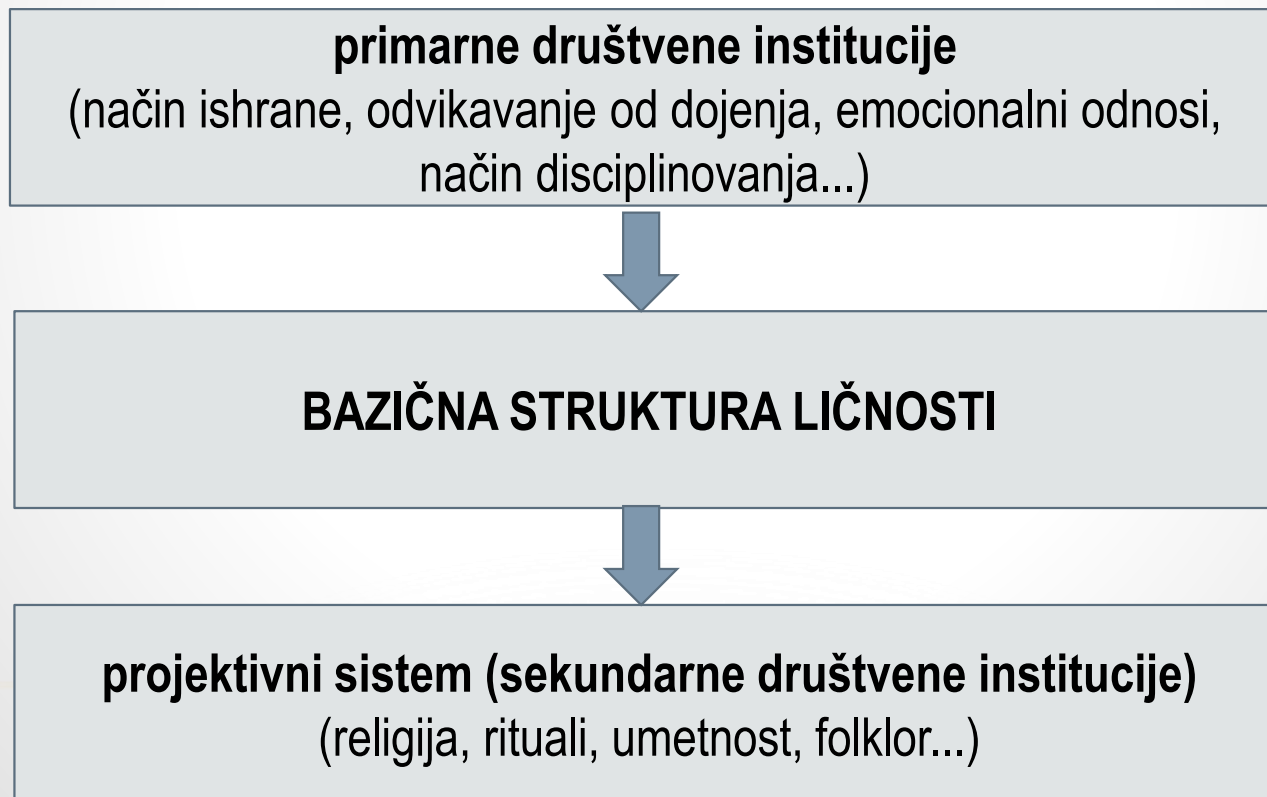 primarne društvene institucije
(način ishrane, odvikavanje od dojenja, emocionalni odnosi,
način disciplinovanja...)
BAZIČNA STRUKTURA LIČNOSTI
projektivni sistem (sekundarne društvene institucije)
(religija, rituali, umetnost, folklor...)